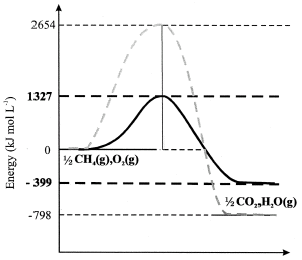 2654
1327
0
½ CH₄(g),O₂(g)
-399
½ CO₂,H₂O(g)
-798
Energy (kJ mol L⁻¹)